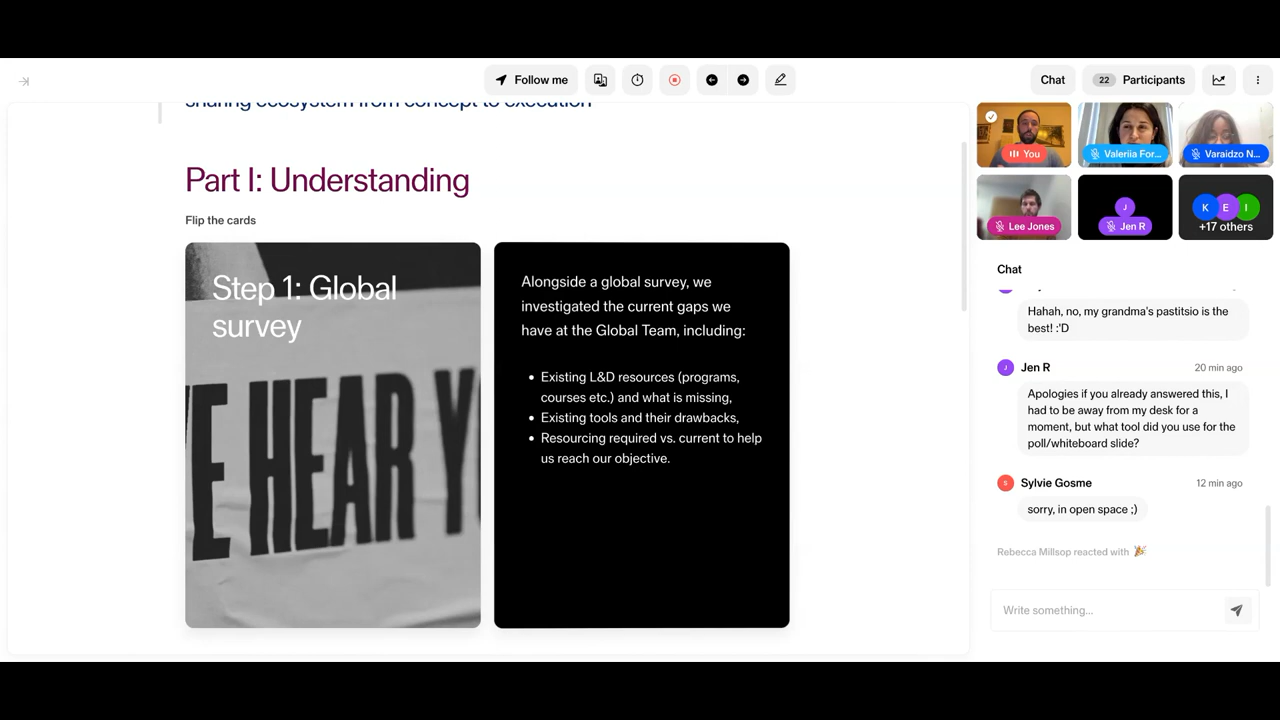 Follow me
Chat
22 Participants
sharing ecosystem from concept to execution
Part I: Understanding
Flip the cards
Step 1: Global
survey
E HEAR Y
Alongside a global survey, we
investigated the current gaps we
have at the Global Team, including:
• Existing L&D resources (programs,
courses etc.) and what is missing,
• Existing tools and their drawbacks,
• Resourcing required vs. current to help
us reach our objective.
You
Valeriia For...
Varaidzo N...
Lee Jones
J
Jen R
K E I
+17 others
Chat
Hahah, no, my grandma's pastitsio is the
best! :'D
J Jen R 20 min ago
Apologies if you already answered this, I
had to be away from my desk for a
moment, but what tool did you use for the
poll/whiteboard slide?
S Sylvie Gosme 12 min ago
sorry, in open space ;)
Rebecca Millsop reacted with 🎉
Write something...